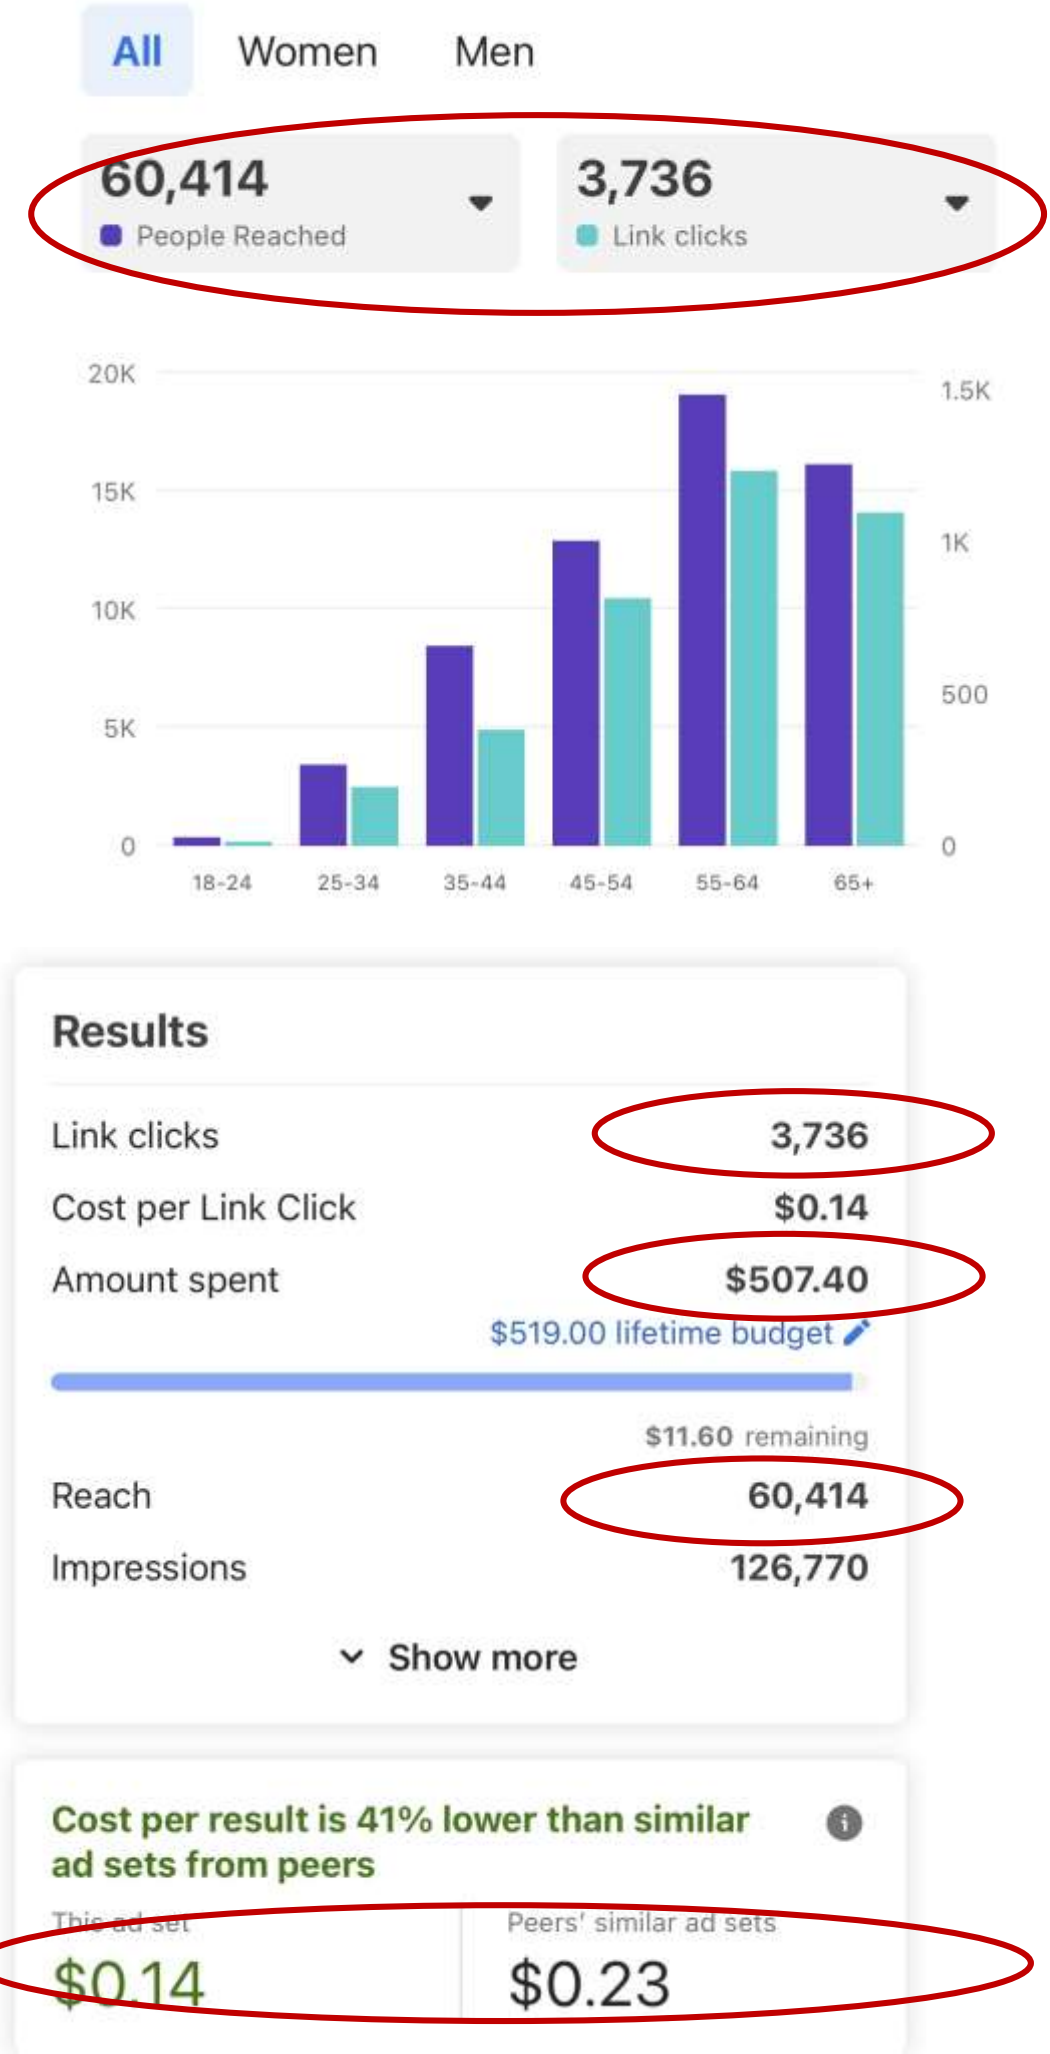 All Women Men
60,414 3,736
People Reached Link clicks
20K
1.5K
15K
1K
10K
500
5K
0 0
18-24 25-34 35-44 45-54 55-64 65+
Results
Link clicks 3,736
Cost per Link Click $0.14
Amount spent $507.40
$519.00 lifetime budget
$11.60 remaining
Reach 60,414
Impressions 126,770
Show more
Cost per result is 41% lower than similar
ad sets from peers
This ad set Peers' similar ad sets
$0.14 $0.23